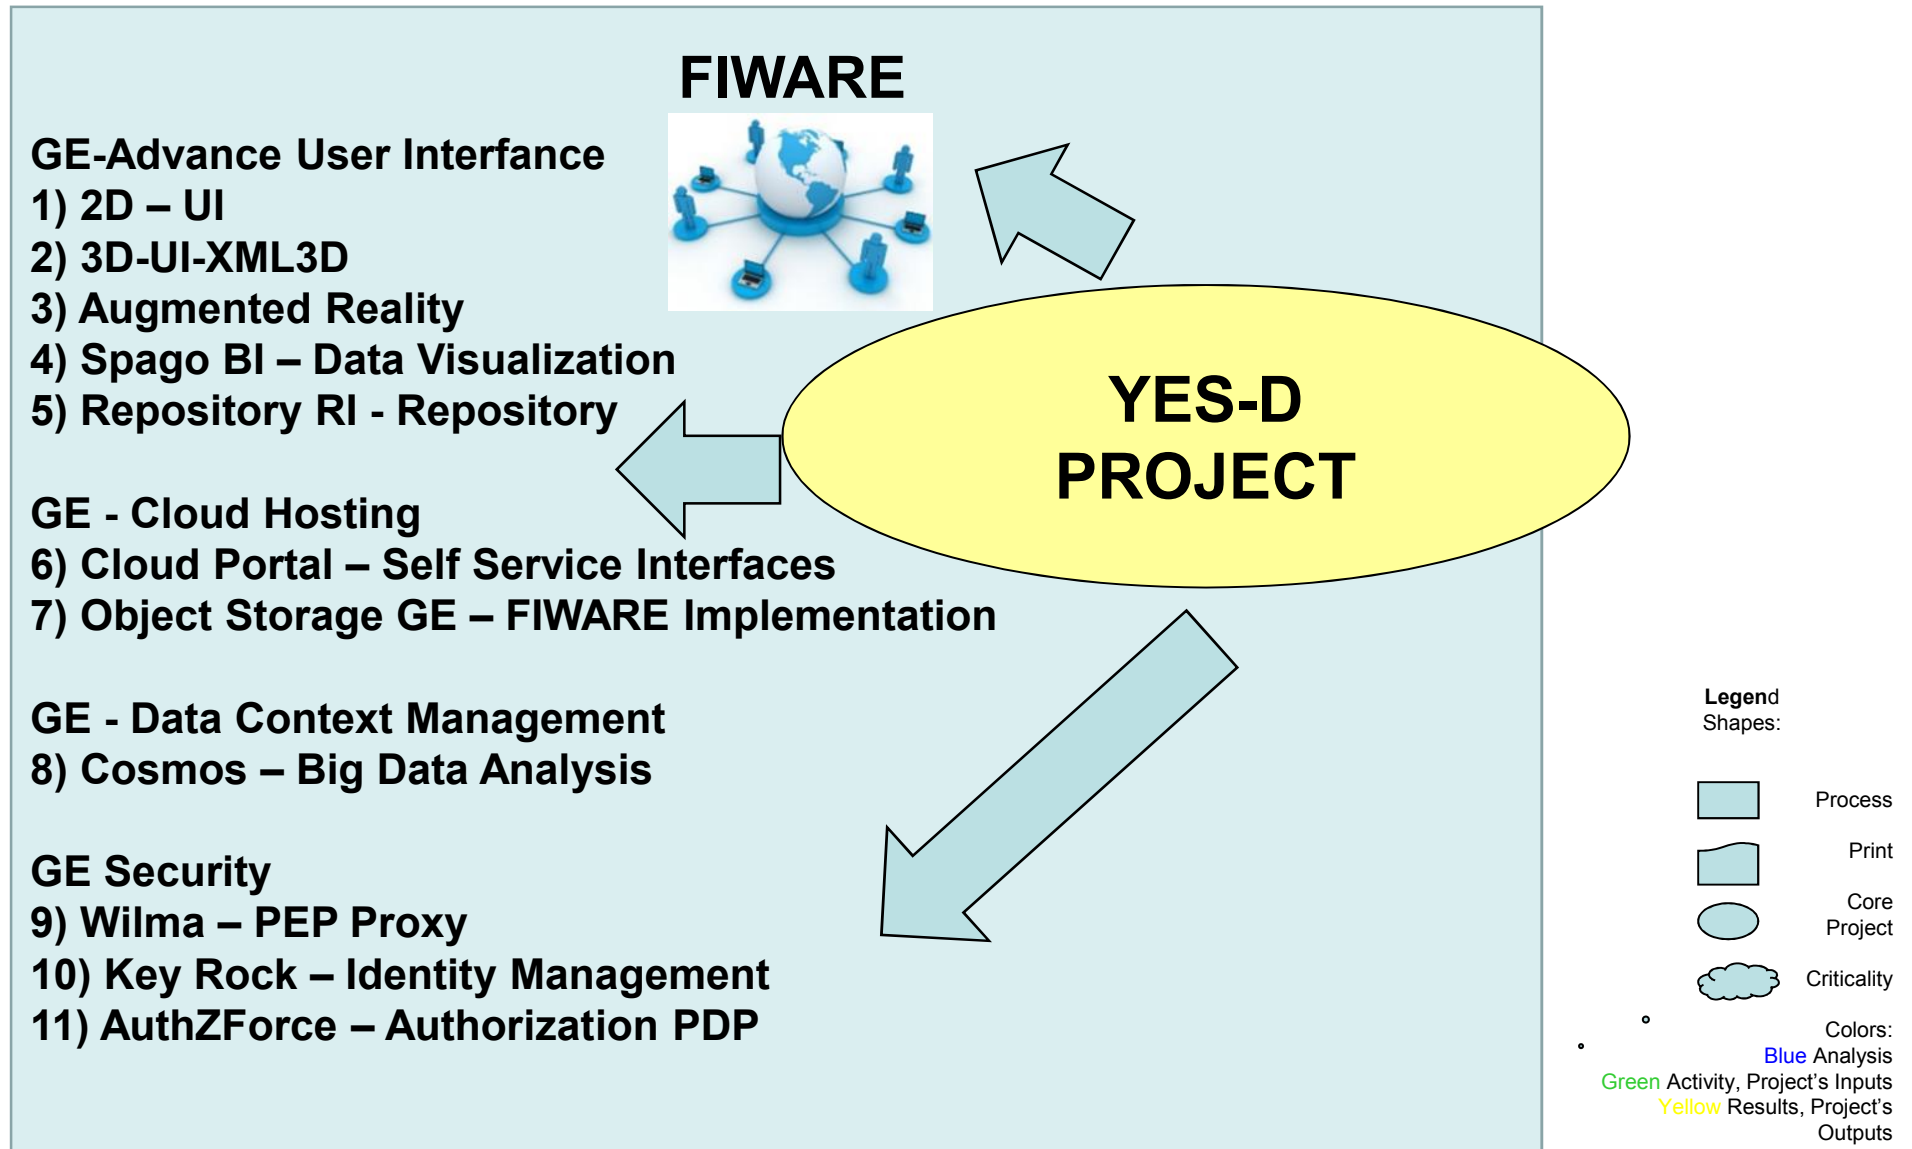 FIWARE
GE-Advance User Interfance
1) 2D – UI
2) 3D-UI-XML3D
3) Augmented Reality
4) Spago BI – Data Visualization
5) Repository RI - Repository
GE - Cloud Hosting
6) Cloud Portal – Self Service Interfaces
7) Object Storage GE – FIWARE Implementation
GE - Data Context Management
8) Cosmos – Big Data Analysis
GE Security
9) Wilma – PEP Proxy
10) Key Rock – Identity Management
11) AuthZForce – Authorization PDP
YES-D
PROJECT
Legend
Shapes:
Process
Print
Core
Project
Criticality
Colors:
Blue Analysis
Green Activity, Project’s Inputs
Yellow Results, Project’s
Outputs